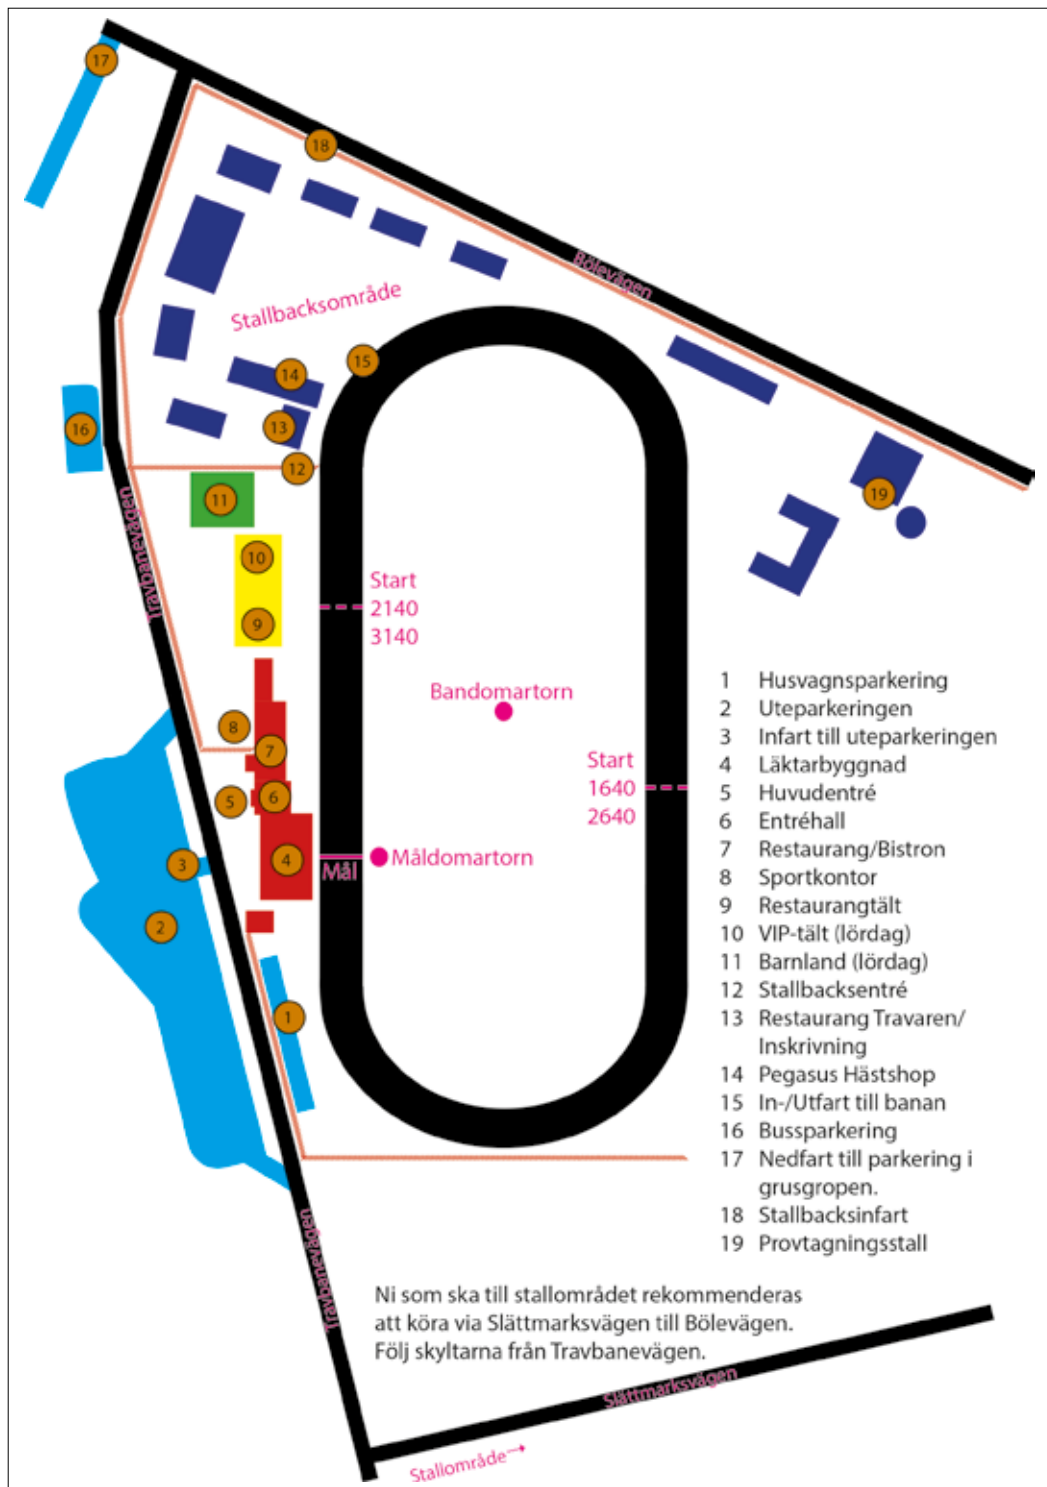 17
18
Bölevägen
Stallbacksområde
15
14
13
16
12
11
19
Travbanevägen
10
Start
2140
3140
9
Bandomartorn
8
7
Start
1640
2640
5
6
3
4
Mål
Måldomartorn
2
1
1 Husvagnsparkering
2 Uteparkeringen
3 Infart till uteparkeringen
4 Läktarbyggnad
5 Huvudentré
6 Entréhall
7 Restaurang/Bistron
8 Sportkontor
9 Restaurangtält
10 VIP-tält (lördag)
11 Barnland (lördag)
12 Stallbacksentré
13 Restaurang Travaren/
Inskrivning
14 Pegasus Hästshop
15 In-/Utfart till banan
16 Bussparkering
17 Nedfart till parkering i
grusgropen.
18 Stallbacksinfart
19 Provtagningsstall
Travbanevägen
Ni som ska till stallområdet rekommenderas
att köra via Slättmarksvägen till Bölevägen.
Följ skyltarna från Travbanevägen.
Slättmarksvägen
Stallområde→